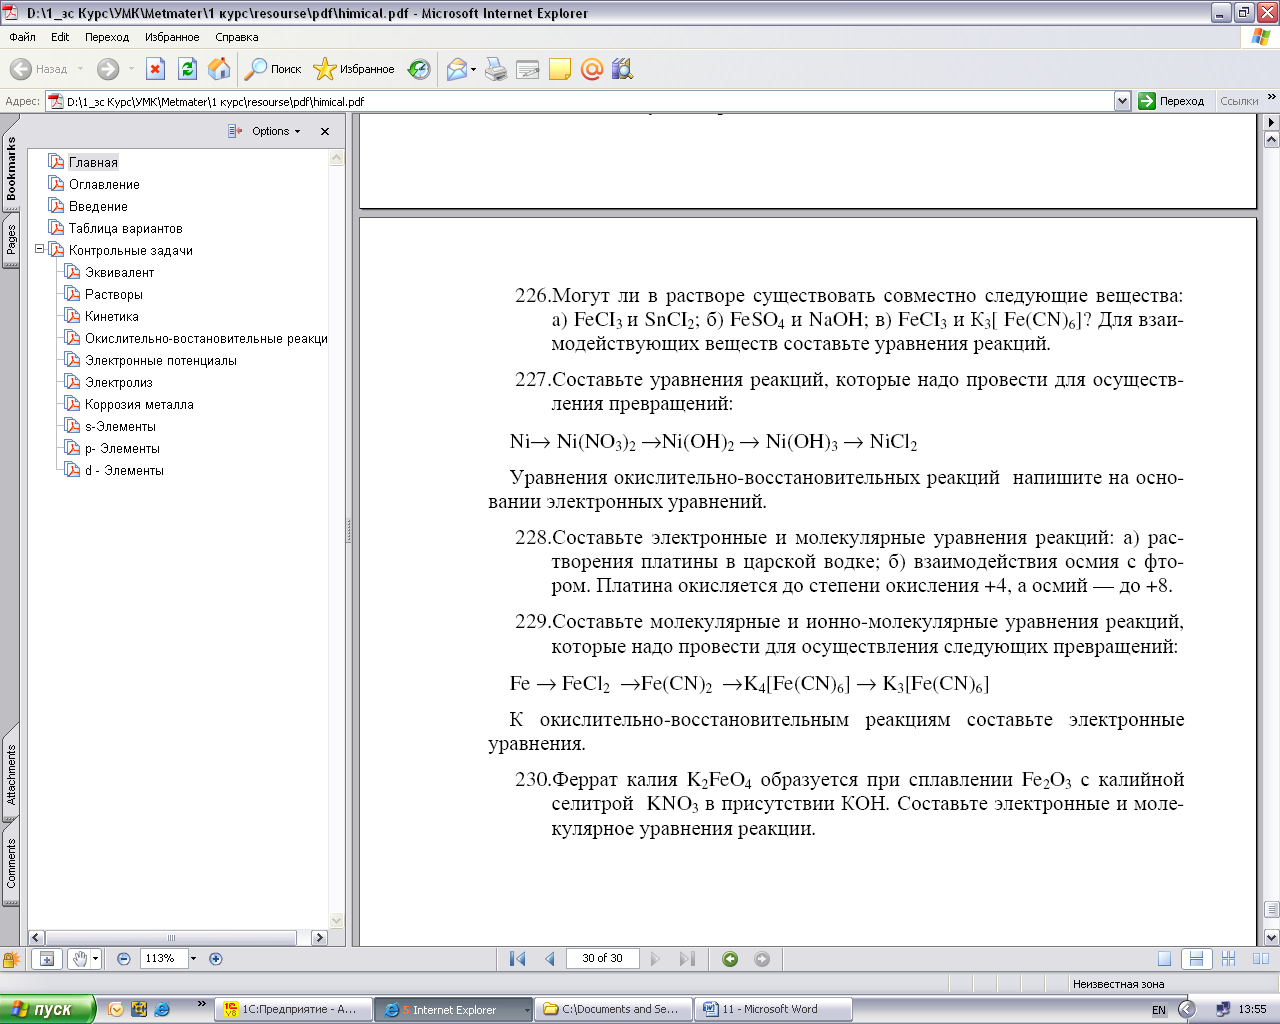 D:\1_зс Курс\УМК\Metmater\1 курс\resourse\pdf\himical.pdf - Microsoft Internet Explorer
Файл Edit Переход Избранное Справка
Назад Поиск Избранное
Адрес: D:\1_зс Курс\УМК\Metmater\1 курс\resourse\pdf\himical.pdf Переход Ссылки »
Options
Bookmarks
Pages
Attachments
Comments
Главная
Оглавление
Введение
Таблица вариантов
Контрольные задачи
Эквивалент
Растворы
Кинетика
Окислительно-востановительные реакци
Электронные потенциалы
Электролиз
Коррозия металла
s-Элементы
p- Элементы
d - Элементы
226.Могут ли в растворе существовать совместно следующие вещества:
а) FeCI₃ и SnCI₂; б) FeSO₄ и NaOH; в) FeCI₃ и К₃[ Fe(CN)₆]? Для взаи-
модействующих веществ составьте уравнения реакций.
227.Составьте уравнения реакций, которые надо провести для осуществ-
ления превращений:
Ni→ Ni(NO₃)₂ →Ni(OH)₂ → Ni(OH)₃ → NiCl₂
Уравнения окислительно-восстановительных реакций напишите на осно-
вании электронных уравнений.
228.Составьте электронные и молекулярные уравнения реакций: а) рас-
творения платины в царской водке; б) взаимодействия осмия с фто-
ром. Платина окисляется до степени окисления +4, а осмий — до +8.
229.Составьте молекулярные и ионно-молекулярные уравнения реакций,
которые надо провести для осуществления следующих превращений:
Fe → FeCl₂ →Fe(CN)₂ →K₄[Fe(CN)₆] → K₃[Fe(CN)₆]
К окислительно-восстановительным реакциям составьте электронные
уравнения.
230.Феррат калия K₂FeO₄ образуется при сплавлении Fe₂O₃ с калийной
селитрой KNO₃ в присутствии КОН. Составьте электронные и моле-
кулярное уравнения реакции.
113% 30 of 30
Неизвестная зона
пуск » 1С:Предприятие - А... 5 Internet Explorer C:\Documents and Se... 11 - Microsoft Word EN 13:55